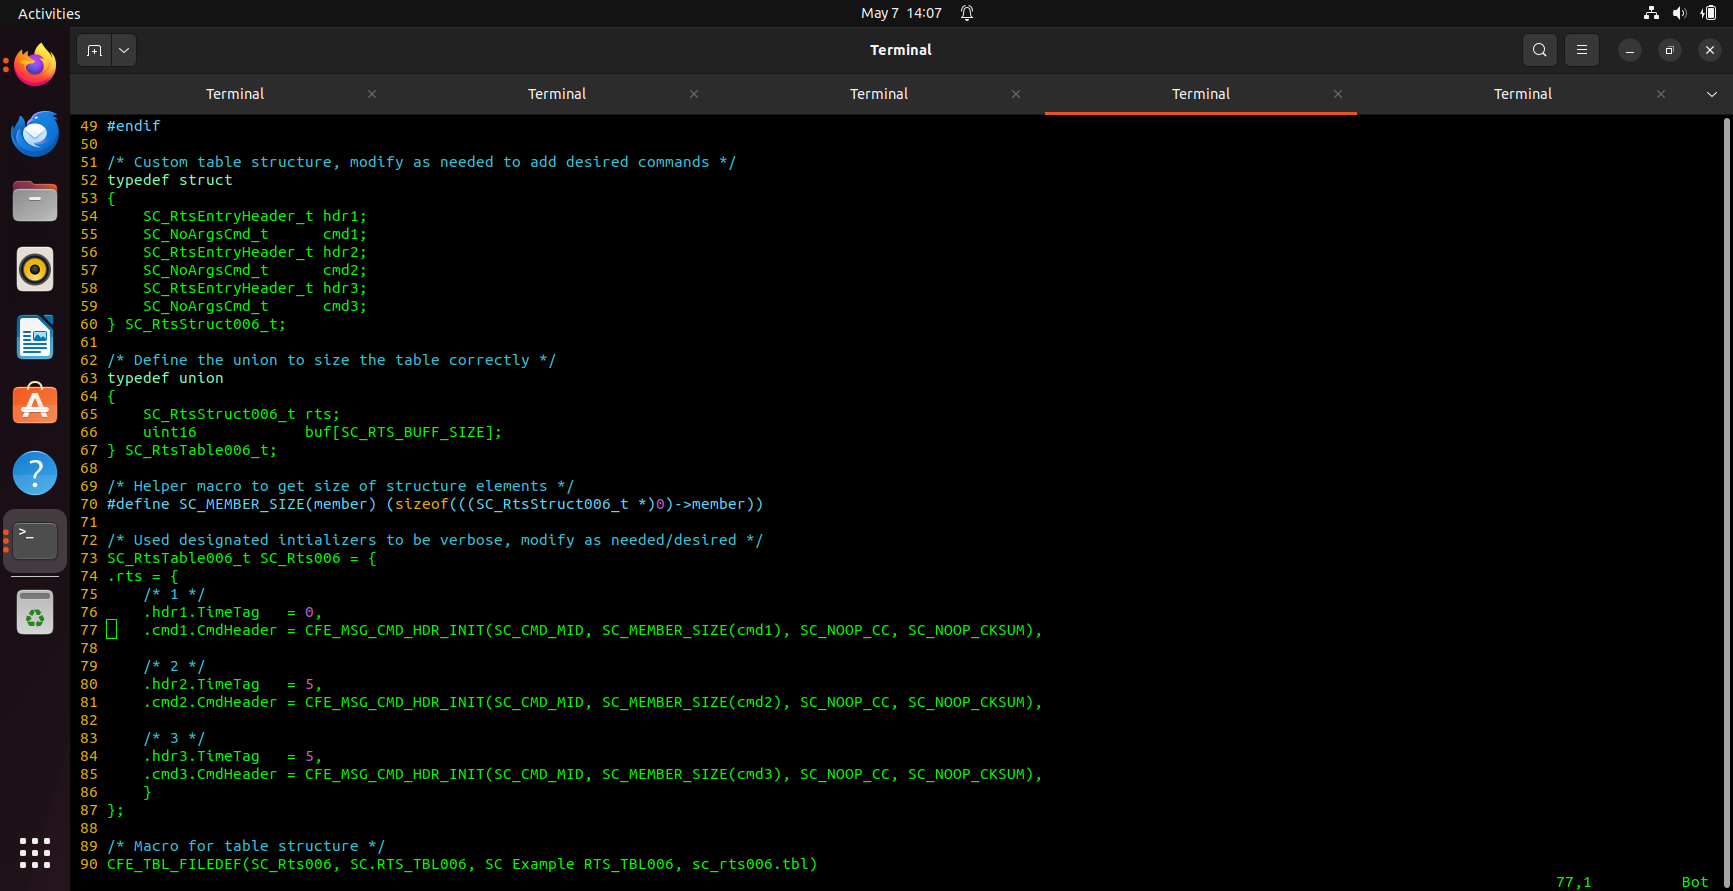 Activities
May 7 14:07
Terminal
Terminal
Terminal
Terminal
Terminal
Terminal
49 #endif
50
51 /* Custom table structure, modify as needed to add desired commands */
52 typedef struct
53 {
54     SC_RtsEntryHeader_t hdr1;
55     SC_NoArgsCmd_t      cmd1;
56     SC_RtsEntryHeader_t hdr2;
57     SC_NoArgsCmd_t      cmd2;
58     SC_RtsEntryHeader_t hdr3;
59     SC_NoArgsCmd_t      cmd3;
60 } SC_RtsStruct006_t;
61
62 /* Define the union to size the table correctly */
63 typedef union
64 {
65     SC_RtsStruct006_t rts;
66     uint16            buf[SC_RTS_BUFF_SIZE];
67 } SC_RtsTable006_t;
68
69 /* Helper macro to get size of structure elements */
70 #define SC_MEMBER_SIZE(member) (sizeof(((SC_RtsStruct006_t *)0)->member))
71
72 /* Used designated intializers to be verbose, modify as needed/desired */
73 SC_RtsTable006_t SC_Rts006 = {
74 .rts = {
75     /* 1 */
76     .hdr1.TimeTag   = 0,
77     .cmd1.CmdHeader = CFE_MSG_CMD_HDR_INIT(SC_CMD_MID, SC_MEMBER_SIZE(cmd1), SC_NOOP_CC, SC_NOOP_CKSUM),
78
79     /* 2 */
80     .hdr2.TimeTag   = 5,
81     .cmd2.CmdHeader = CFE_MSG_CMD_HDR_INIT(SC_CMD_MID, SC_MEMBER_SIZE(cmd2), SC_NOOP_CC, SC_NOOP_CKSUM),
82
83     /* 3 */
84     .hdr3.TimeTag   = 5,
85     .cmd3.CmdHeader = CFE_MSG_CMD_HDR_INIT(SC_CMD_MID, SC_MEMBER_SIZE(cmd3), SC_NOOP_CC, SC_NOOP_CKSUM),
86     }
87 };
88
89 /* Macro for table structure */
90 CFE_TBL_FILEDEF(SC_Rts006, SC.RTS_TBL006, SC Example RTS_TBL006, sc_rts006.tbl)
77,1 Bot